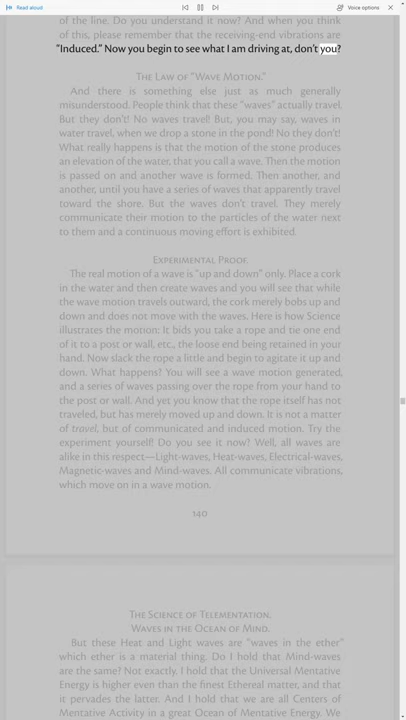 Read aloud
Voice options
of the line. Do you understand it now? And when you think
of this, please remember that the receiving-end vibrations are
"Induced." Now you begin to see what I am driving at, don't you?
The Law of "Wave Motion."
And there is something else just as much generally
misunderstood. People think that these "waves" actually travel.
But they don't! No waves travel! But, you may say, waves in
water travel, when we drop a stone in the pond! No they don't!
What really happens is that the motion of the stone produces
an elevation of the water, that you call a wave. Then the motion
is passed on and another wave is formed. Then another, and
another, until you have a series of waves that apparently travel
toward the shore. But the waves don't travel. They merely
communicate their motion to the particles of the water next
to them and a continuous moving effort is exhibited.
Experimental Proof.
The real motion of a wave is "up and down" only. Place a cork
in the water and then create waves and you will see that while
the wave motion travels outward, the cork merely bobs up and
down and does not move with the waves. Here is how Science
illustrates the motion: It bids you take a rope and tie one end
of it to a post or wall, etc., the loose end being retained in your
hand. Now slack the rope a little and begin to agitate it up and
down. What happens? You will see a wave motion generated,
and a series of waves passing over the rope from your hand to
the post or wall. And yet you know that the rope itself has not
traveled, but has merely moved up and down. It is not a matter
of travel, but of communicated and induced motion. Try the
experiment yourself! Do you see it now? Well, all waves are
alike in this respect—Light-waves, Heat-waves, Electrical-waves,
Magnetic-waves and Mind-waves. All communicate vibrations,
which move on in a wave motion.
140
The Science of Telementation.
Waves in the Ocean of Mind.
But these Heat and Light waves are "waves in the ether"
which ether is a material thing. Do I hold that Mind-waves
are the same? Not exactly. I hold that the Universal Mentative
Energy is higher even than the finest Ethereal matter, and that
it pervades the latter. And I hold that we are all Centers of
Mentative Activity in a great Ocean of Mentative Energy. We